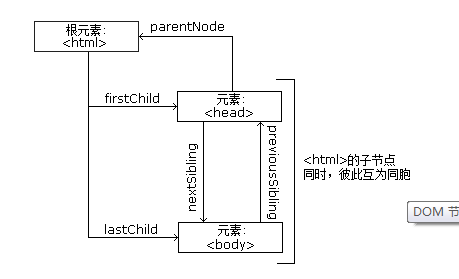 根元素:
<html>
parentNode
firstChild
元素:
<head>
nextSibling
previousSibling
<html>的子节点
同时，彼此互为同胞
DOM 节
lastChild
元素:
<body>